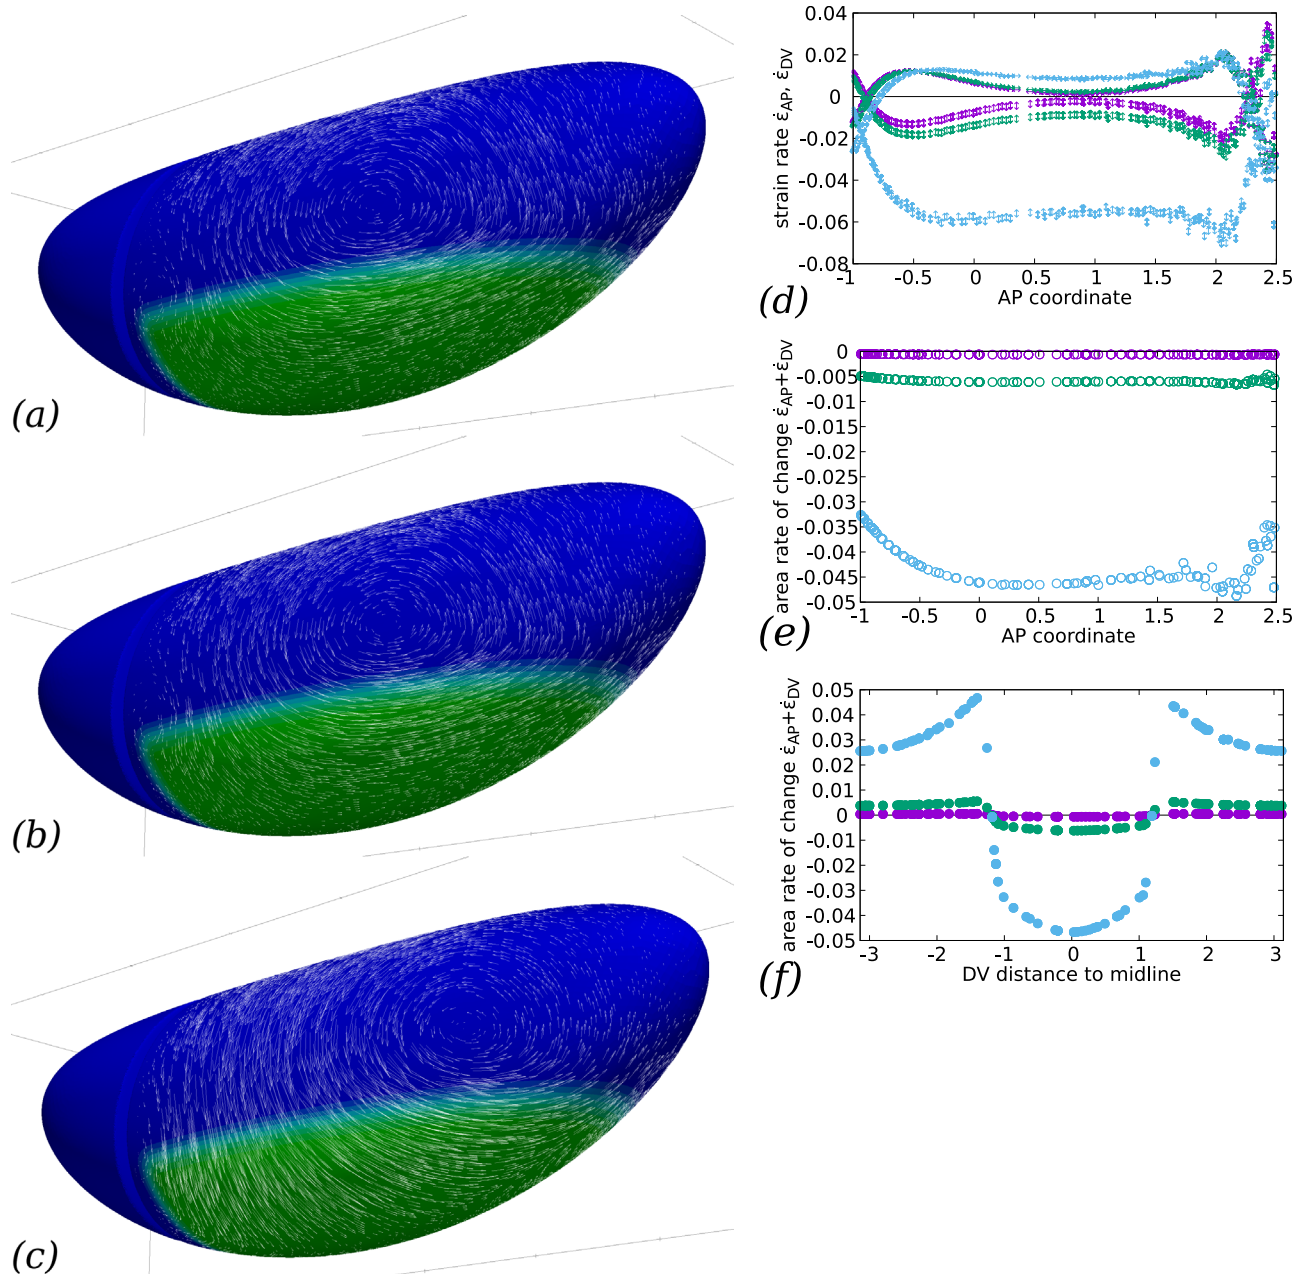 (a)
(b)
(c)
0.04
0.02
0
-0.02
-0.04
-0.06
-0.08
strain rate ε̇AP, ε̇DV
-1 -0.5 0 0.5 1 1.5 2 2.5
AP coordinate
(d)
0
-0.005
-0.01
-0.015
-0.02
-0.025
-0.03
-0.035
-0.04
-0.045
-0.05
area rate of change ε̇AP+ε̇DV
-1 -0.5 0 0.5 1 1.5 2 2.5
AP coordinate
(e)
0.05
0.04
0.03
0.02
0.01
0
-0.01
-0.02
-0.03
-0.04
-0.05
area rate of change ε̇AP+ε̇DV
-3 -2 -1 0 1 2 3
DV distance to midline
(f)